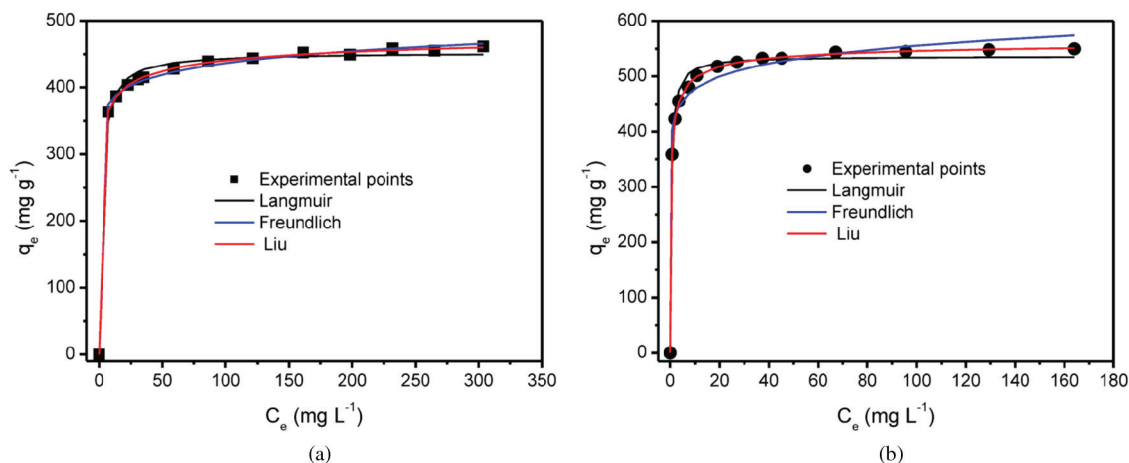 500
400
300
200
100
0
qₑ (mg g⁻¹)
Experimental points
Langmuir
Freundlich
Liu
0 50 100 150 200 250 300 350
Cₑ (mg L⁻¹)
(a)
600
500
400
300
200
100
0
qₑ (mg g⁻¹)
Experimental points
Langmuir
Freundlich
Liu
0 20 40 60 80 100 120 140 160 180
Cₑ (mg L⁻¹)
(b)